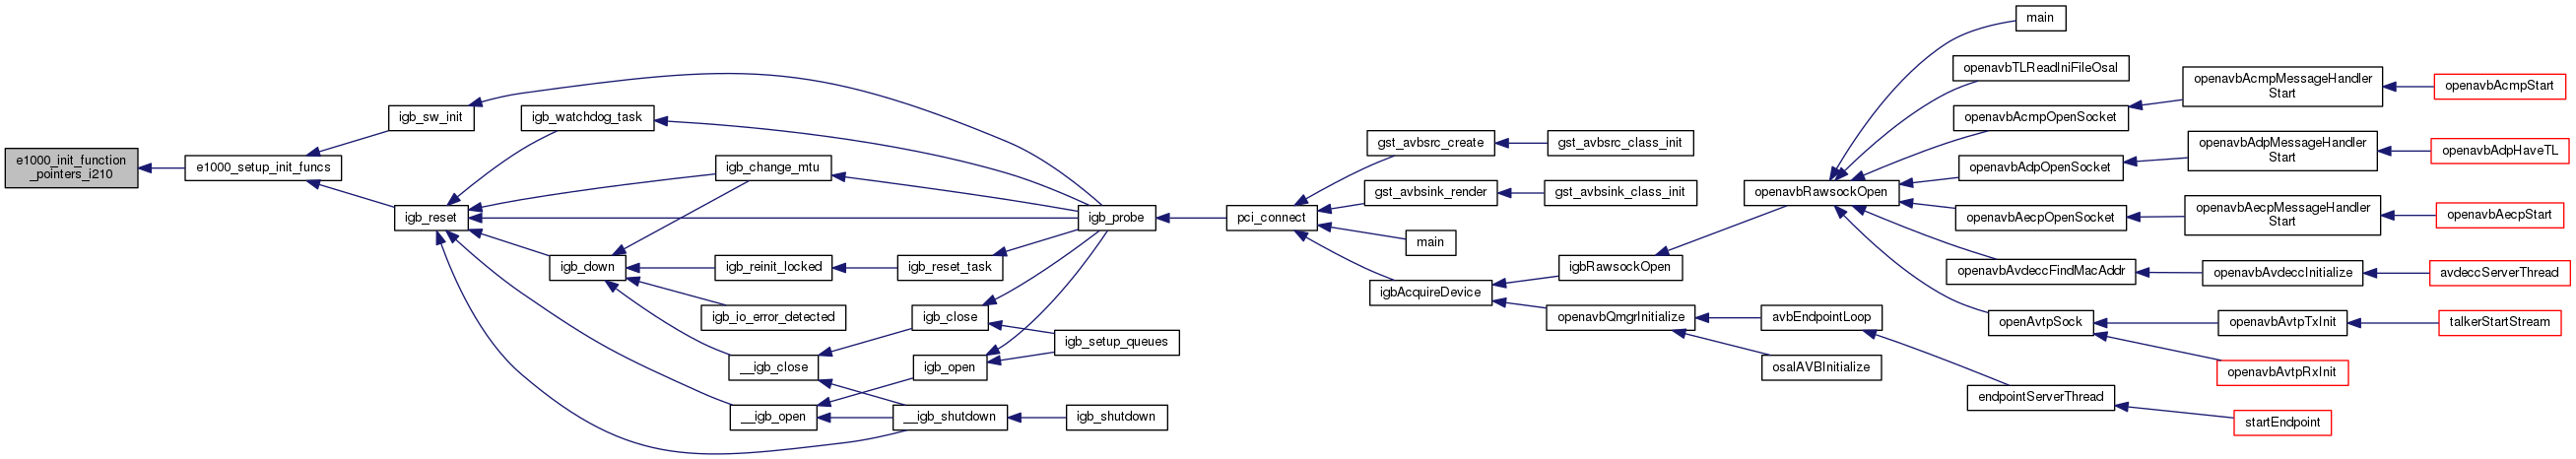 e1000_init_function
_pointers_i210
e1000_setup_init_funcs
igb_sw_init
igb_reset
igb_watchdog_task
igb_change_mtu
igb_down
igb_reinit_locked
igb_reset_task
igb_io_error_detected
igb_close
__igb_close
igb_open
__igb_open
__igb_shutdown
igb_shutdown
igb_setup_queues
igb_probe
pci_connect
gst_avbsrc_create
gst_avbsrc_class_init
gst_avbsink_render
gst_avbsink_class_init
main
igbAcquireDevice
igbRawsockOpen
openavbQmgrInitialize
avbEndpointLoop
osalAVBInitialize
openavbRawsockOpen
main
openavbTLReadIniFileOsal
openavbAcmpOpenSocket
openavbAcmpMessageHandler
Start
openavbAcmpStart
openavbAdpOpenSocket
openavbAdpMessageHandler
Start
openavbAdpHaveTL
openavbAecpOpenSocket
openavbAecpMessageHandler
Start
openavbAecpStart
openavbAvdeccFindMacAddr
openavbAvdeccInitialize
avdeccServerThread
openAvtpSock
openavbAvtpTxInit
talkerStartStream
openavbAvtpRxInit
endpointServerThread
startEndpoint